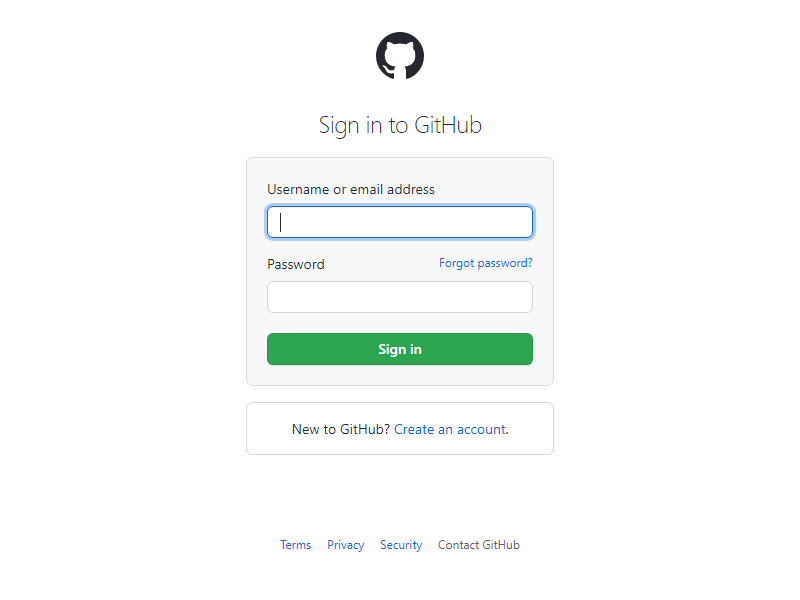 Sign in to GitHub
Username or email address
Password Forgot password?
Sign in
New to GitHub? Create an account.
Terms Privacy Security Contact GitHub